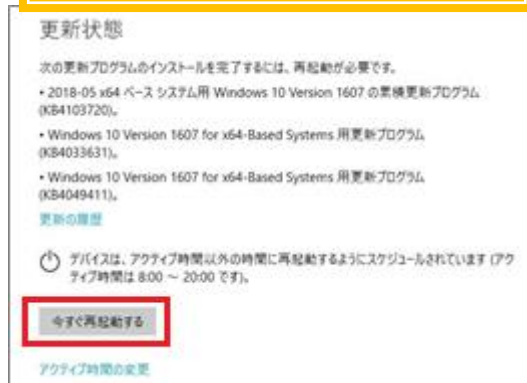 更新状態
次の更新プログラムのインストールを完了するには、再起動が必要です。
• 2018-05 x64 ベース システム用 Windows 10 Version 1607 の累積更新プログラム
(KB4103720)。
• Windows 10 Version 1607 for x64-Based Systems 用更新プログラム
(KB4033631)。
• Windows 10 Version 1607 for x64-Based Systems 用更新プログラム
(KB4049411)。
更新の履歴
デバイスは、アクティブ時間以外の時間に再起動するようにスケジュールされています (アク
ティブ時間は 8:00 ～ 20:00 です)。
今すぐ再起動する
アクティブ時間の変更